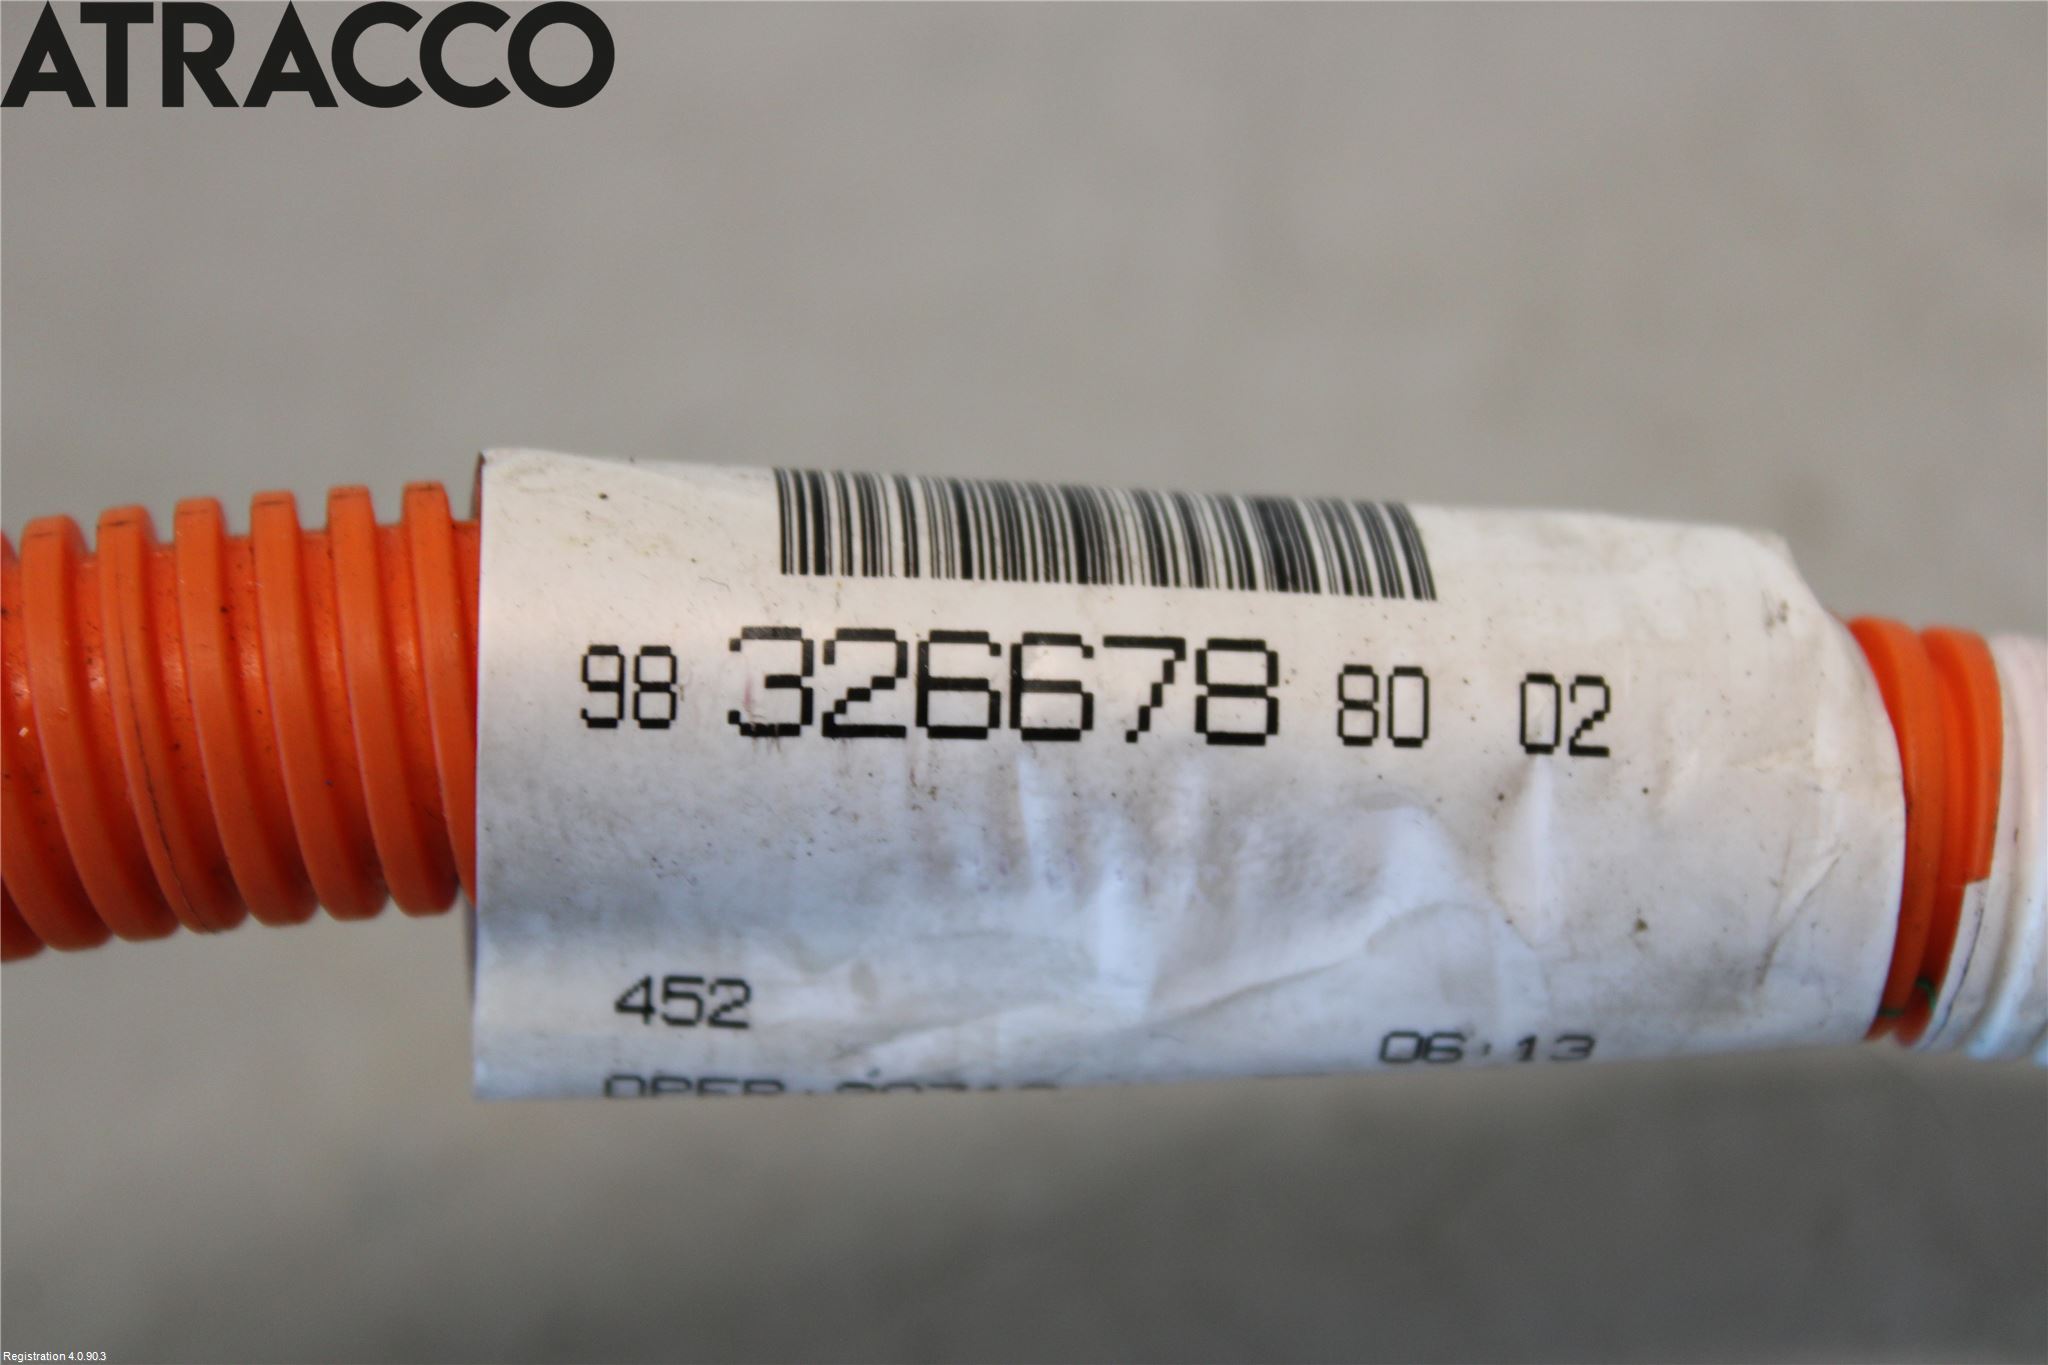 ATRACCO
98 326678 80 02
452
06:13
Registration 4.0.90.3